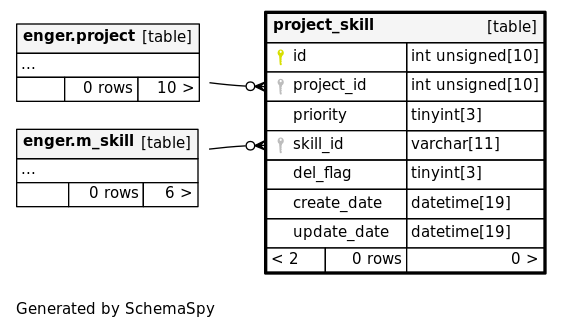 enger.project [table]
...
0 rows 10 >
enger.m_skill [table]
...
0 rows 6 >
project_skill [table]
id int unsigned[10]
project_id int unsigned[10]
priority tinyint[3]
skill_id varchar[11]
del_flag tinyint[3]
create_date datetime[19]
update_date datetime[19]
< 2 0 rows 0 >
Generated by SchemaSpy